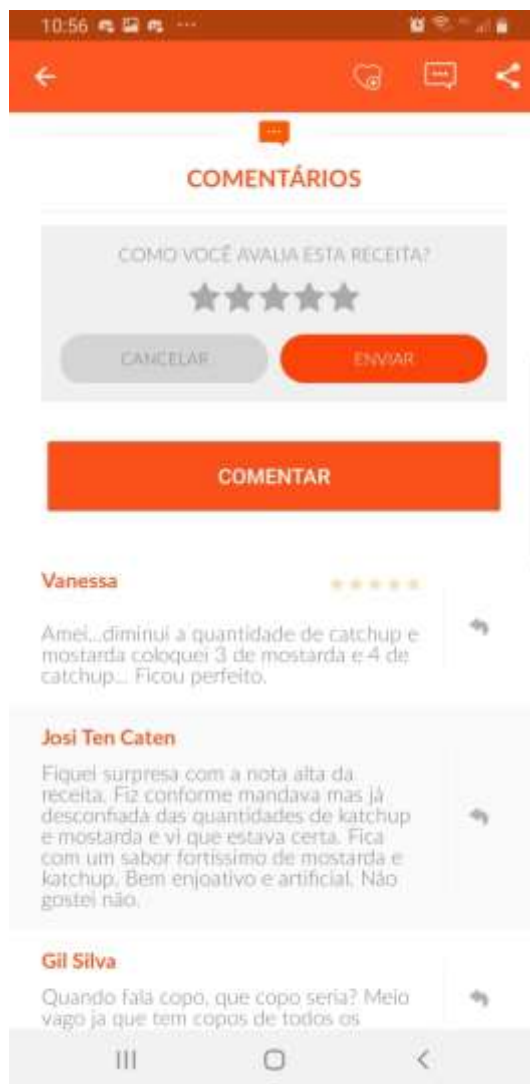 10:56
COMENTÁRIOS
COMO VOCÊ AVALIA ESTA RECEITA?
CANCELAR
ENVIAR
COMENTAR
Vanessa
Amei...diminui a quantidade de catchup e
mostarda coloquei 3 de mostarda e 4 de
catchup... Ficou perfeito.
Josi Ten Caten
Fiquei surpresa com a nota alta da
receita. Fiz conforme mandava mas já
desconfiada das quantidades de katchup
e mostarda e vi que estava certa. Fica
com um sabor fortíssimo de mostarda e
katchup. Bem enjoativo e artificial. Não
gostei não.
Gil Silva
Quando fala copo, que copo seria? Meio
vago ja que tem copos de todos os